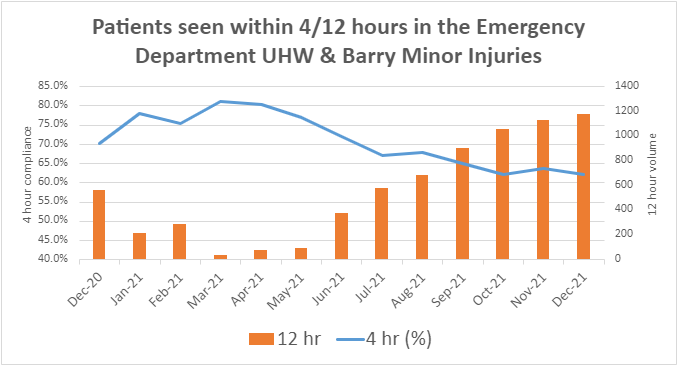 Patients seen within 4/12 hours in the Emergency
Department UHW & Barry Minor Injuries
85.0%
80.0%
75.0%
70.0%
65.0%
60.0%
55.0%
50.0%
45.0%
40.0%
4 hour compliance
1400
1200
1000
800
600
400
200
0
12 hour volume
Dec-20
Jan-21
Feb-21
Mar-21
Apr-21
May-21
Jun-21
Jul-21
Aug-21
Sep-21
Oct-21
Nov-21
Dec-21
12 hr
4 hr (%)